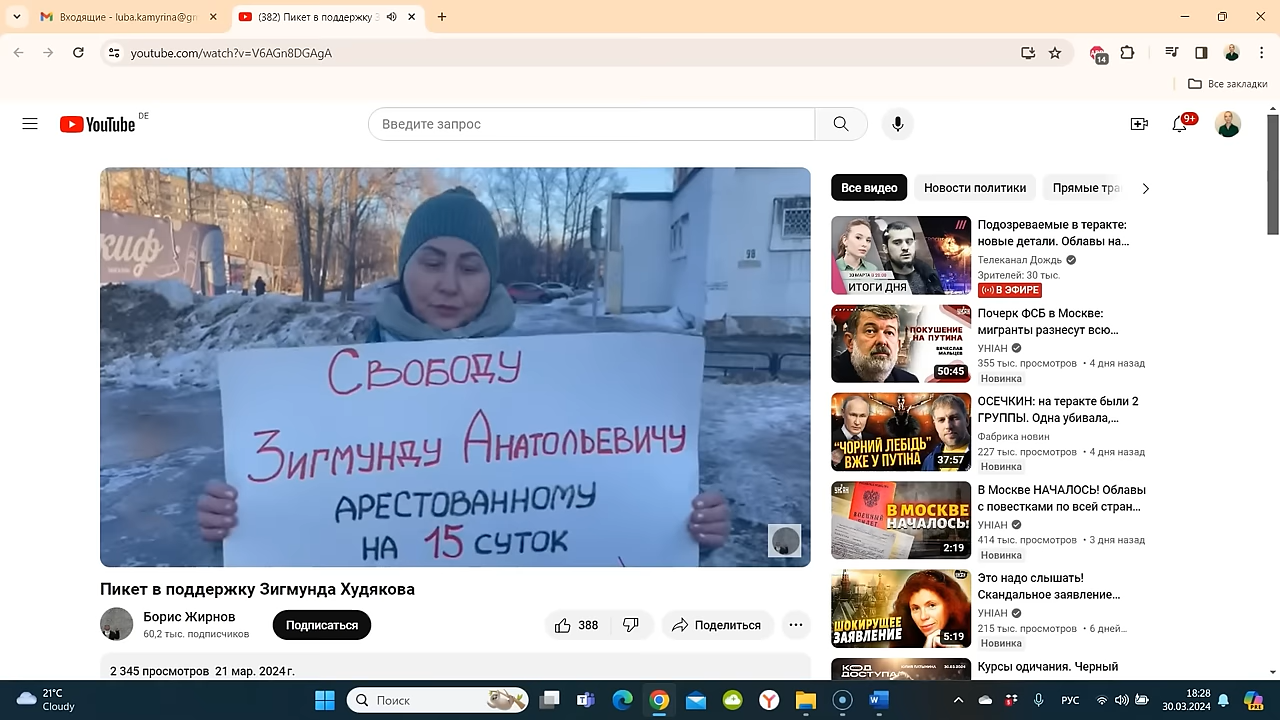 Входящие - luba.kamyrina@gr
(382) Пикет в поддержку З
youtube.com/watch?v=V6AGn8DGAgA
14
Все закладки
YouTube DE
Введите запрос
9+
киф
98
СВОБОДУ
ЗИГМУНДУ АНАТОЛЬЕВИЧУ
АРЕСТОВАННОМУ
НА 15 СУТОК
Пикет в поддержку Зигмунда Худякова
Борис Жирнов
60,2 тыс. подписчиков
Подписаться
388
Поделиться
2 345 просмотров 21 мар. 2024 г.
Все видео
Новости политики
Прямые тра
ИТОГИ ДНЯ
Подозреваемые в теракте:
новые детали. Облавы на...
Телеканал Дождь
Зрителей: 30 тыс.
В ЭФИРЕ
ПОКУШЕНИЕ
НА ПУТИНА
ВЯЧЕСЛАВ
МАЛЬЦЕВ
50:45
Почерк ФСБ в Москве:
мигранты разнесут всю...
УНІАН
355 тыс. просмотров • 4 дня назад
Новинка
"ЧОРНИЙ ЛЕБІДЬ"
ВЖЕ У ПУТІНА
37:57
ОСЕЧКИН: на теракте были 2
ГРУППЫ. Одна убивала,...
Фабрика новин
227 тыс. просмотров • 4 дня назад
Новинка
В МОСКВЕ
НАЧАЛОСЬ!
2:19
В Москве НАЧАЛОСЬ! Облавы
с повестками по всей стран...
УНІАН
414 тыс. просмотров • 3 дня назад
Новинка
ШОКИРУЮЩЕЕ
ЗАЯВЛЕНИЕ
5:19
Это надо слышать!
Скандальное заявление...
УНІАН
215 тыс. просмотров • 6 дней...
Новинка
КОД
ДОСТУПА
Курсы одичания. Черный
21°C
Cloudy
Поиск
РУС
18:28
30.03.2024